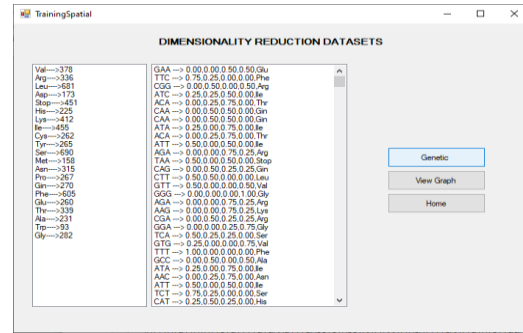 TrainingSpatial
DIMENSIONALITY REDUCTION DATASETS
Val---->378
Arg---->336
Leu---->681
Asp---->173
Stop---->451
His---->225
Lys---->412
Ile---->455
Cys---->262
Tyr---->265
Ser---->690
Met---->158
Asn---->315
Pro---->267
Gin---->270
Phe---->605
Glu---->260
Thr---->339
Ala---->231
Trp---->93
Gly---->282
GAA ---> 0.00,0.00,0.50,0.50,Glu
TTC ---> 0.75,0.25,0.00,0.00,Phe
CGG ---> 0.00,0.00,0.50,0.50,Arg
ATC ---> 0.25,0.25,0.50,0.00,Ile
ACA ---> 0.00,0.25,0.75,0.00,Thr
CAA ---> 0.00,0.50,0.50,0.00,Gin
CAA ---> 0.00,0.50,0.50,0.00,Gin
ATA ---> 0.25,0.00,0.75,0.00,Ile
ACA ---> 0.00,0.25,0.75,0.00,Thr
ATT ---> 0.50,0.00,0.50,0.00,Ile
AGA ---> 0.00,0.00,0.75,0.25,Arg
TAA ---> 0.50,0.00,0.50,0.00,Stop
CAG ---> 0.00,0.50,0.25,0.25,Gin
CTT ---> 0.50,0.50,0.00,0.00,Leu
GTT ---> 0.50,0.00,0.00,0.50,Val
GGG ---> 0.00,0.00,0.00,1.00,Gly
AGA ---> 0.00,0.00,0.75,0.25,Arg
AAG ---> 0.00,0.00,0.75,0.25,Lys
CGA ---> 0.00,0.25,0.50,0.25,Arg
GGA ---> 0.00,0.00,0.25,0.75,Gly
TCA ---> 0.50,0.25,0.25,0.00,Ser
GTG ---> 0.25,0.00,0.00,0.75,Val
TTT ---> 1.00,0.00,0.00,0.00,Phe
GCC ---> 0.00,0.50,0.00,0.50,Ala
ATA ---> 0.25,0.00,0.75,0.00,Ile
AAC ---> 0.00,0.25,0.75,0.00,Asn
ATT ---> 0.50,0.00,0.50,0.00,Ile
TCT ---> 0.75,0.25,0.00,0.00,Ser
CAT ---> 0.25,0.50,0.25,0.00,His
Genetic
View Graph
Home